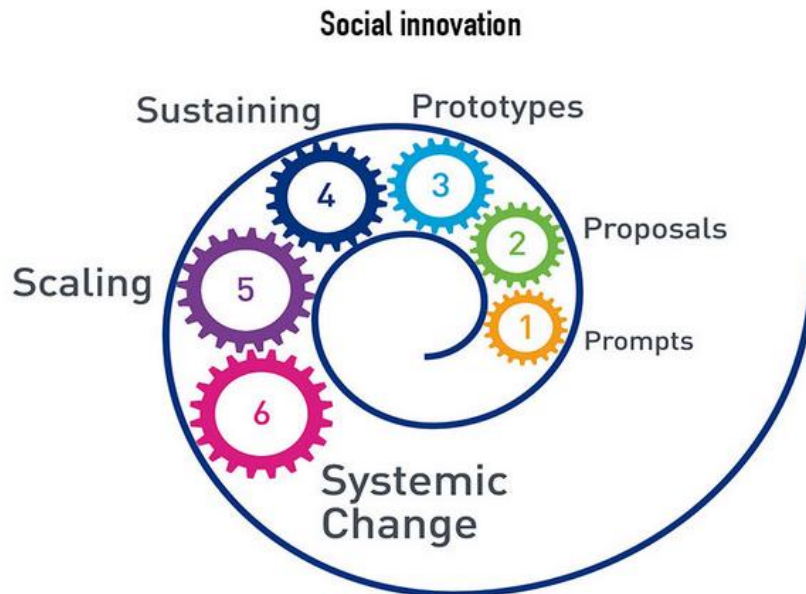 Social innovation
Sustaining
Prototypes
4
3
2
Proposals
Scaling
5
1
Prompts
6
Systemic
Change